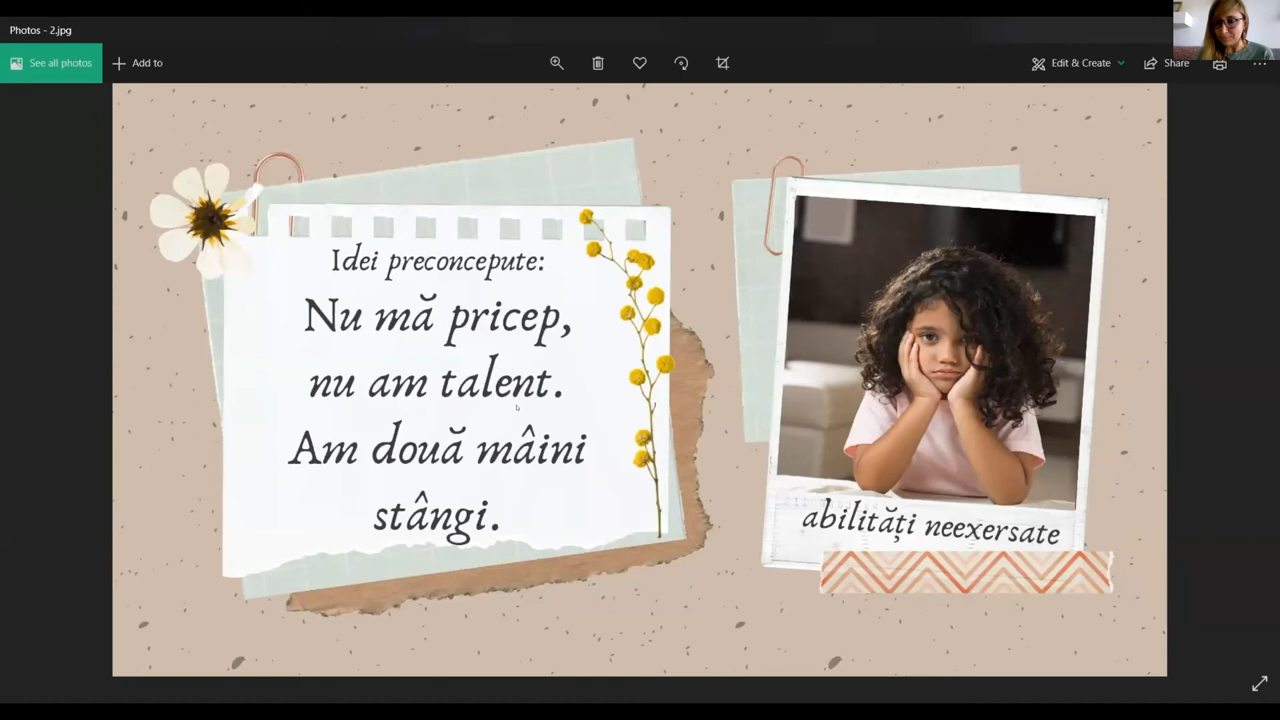 Photos - 2.jpg
See all photos
Add to
Edit & Create
Share
Idei preconcepute:
Nu mă pricep,
nu am talent.
Am două mâini
stângi.
abilități neexersate